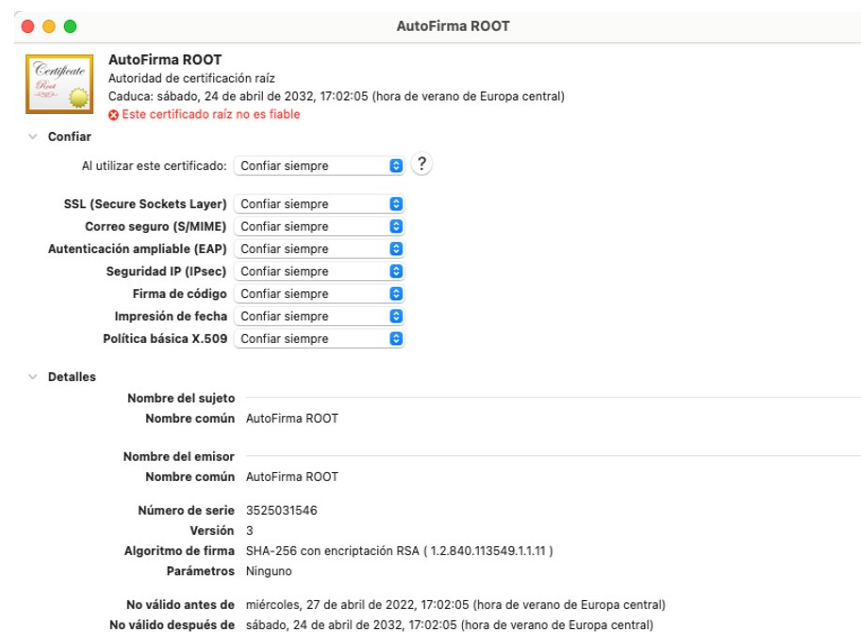 AutoFirma ROOT
Certificate
Root
AutoFirma ROOT
Autoridad de certificación raíz
Caduca: sábado, 24 de abril de 2032, 17:02:05 (hora de verano de Europa central)
Este certificado raíz no es fiable
Confiar
Al utilizar este certificado: Confiar siempre ?
SSL (Secure Sockets Layer) Confiar siempre
Correo seguro (S/MIME) Confiar siempre
Autenticación ampliable (EAP) Confiar siempre
Seguridad IP (IPsec) Confiar siempre
Firma de código Confiar siempre
Impresión de fecha Confiar siempre
Política básica X.509 Confiar siempre
Detalles
Nombre del sujeto
Nombre común AutoFirma ROOT
Nombre del emisor
Nombre común AutoFirma ROOT
Número de serie 3525031546
Versión 3
Algoritmo de firma SHA-256 con encriptación RSA ( 1.2.840.113549.1.1.11 )
Parámetros Ninguno
No válido antes de miércoles, 27 de abril de 2022, 17:02:05 (hora de verano de Europa central)
No válido después de sábado, 24 de abril de 2032, 17:02:05 (hora de verano de Europa central)